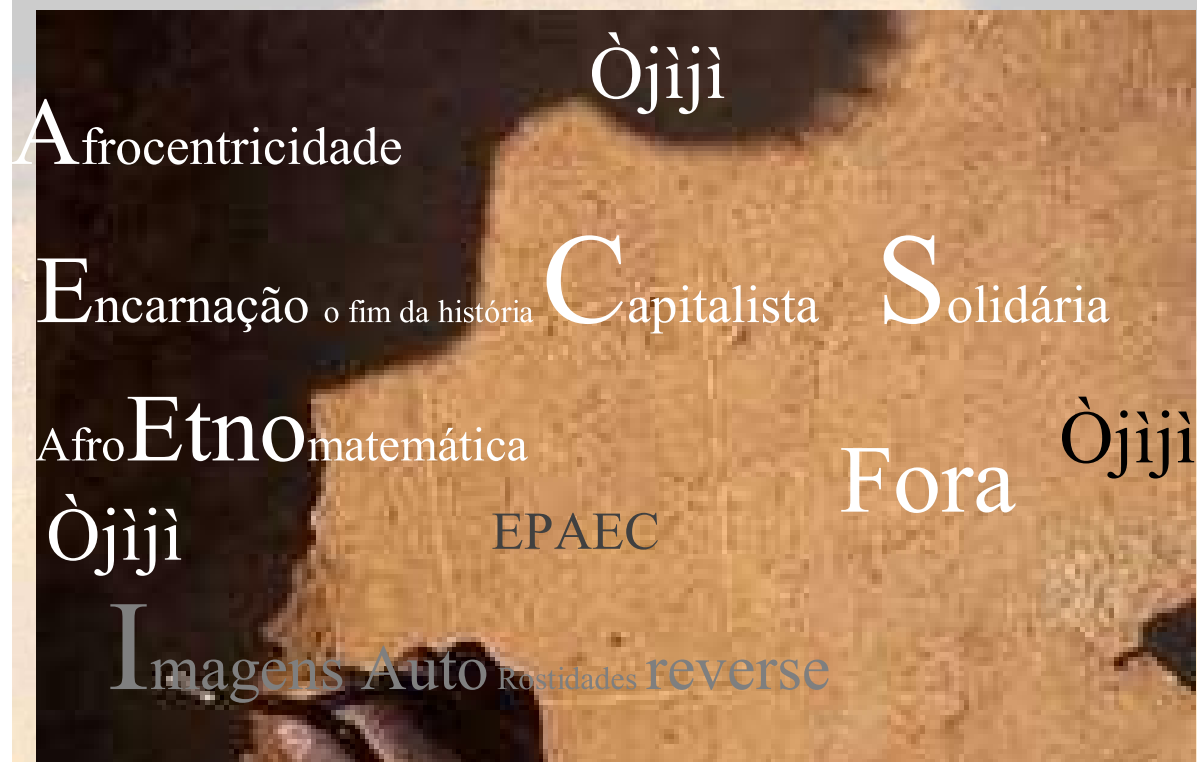 Òjìjì
Afrocentricidade
Encarnação o fim da história Capitalista Solidária
AfroEtnomatemática
Fora
Òjìjì
Òjìjì
EPAEC
Imagens Auto Rostidades reverse